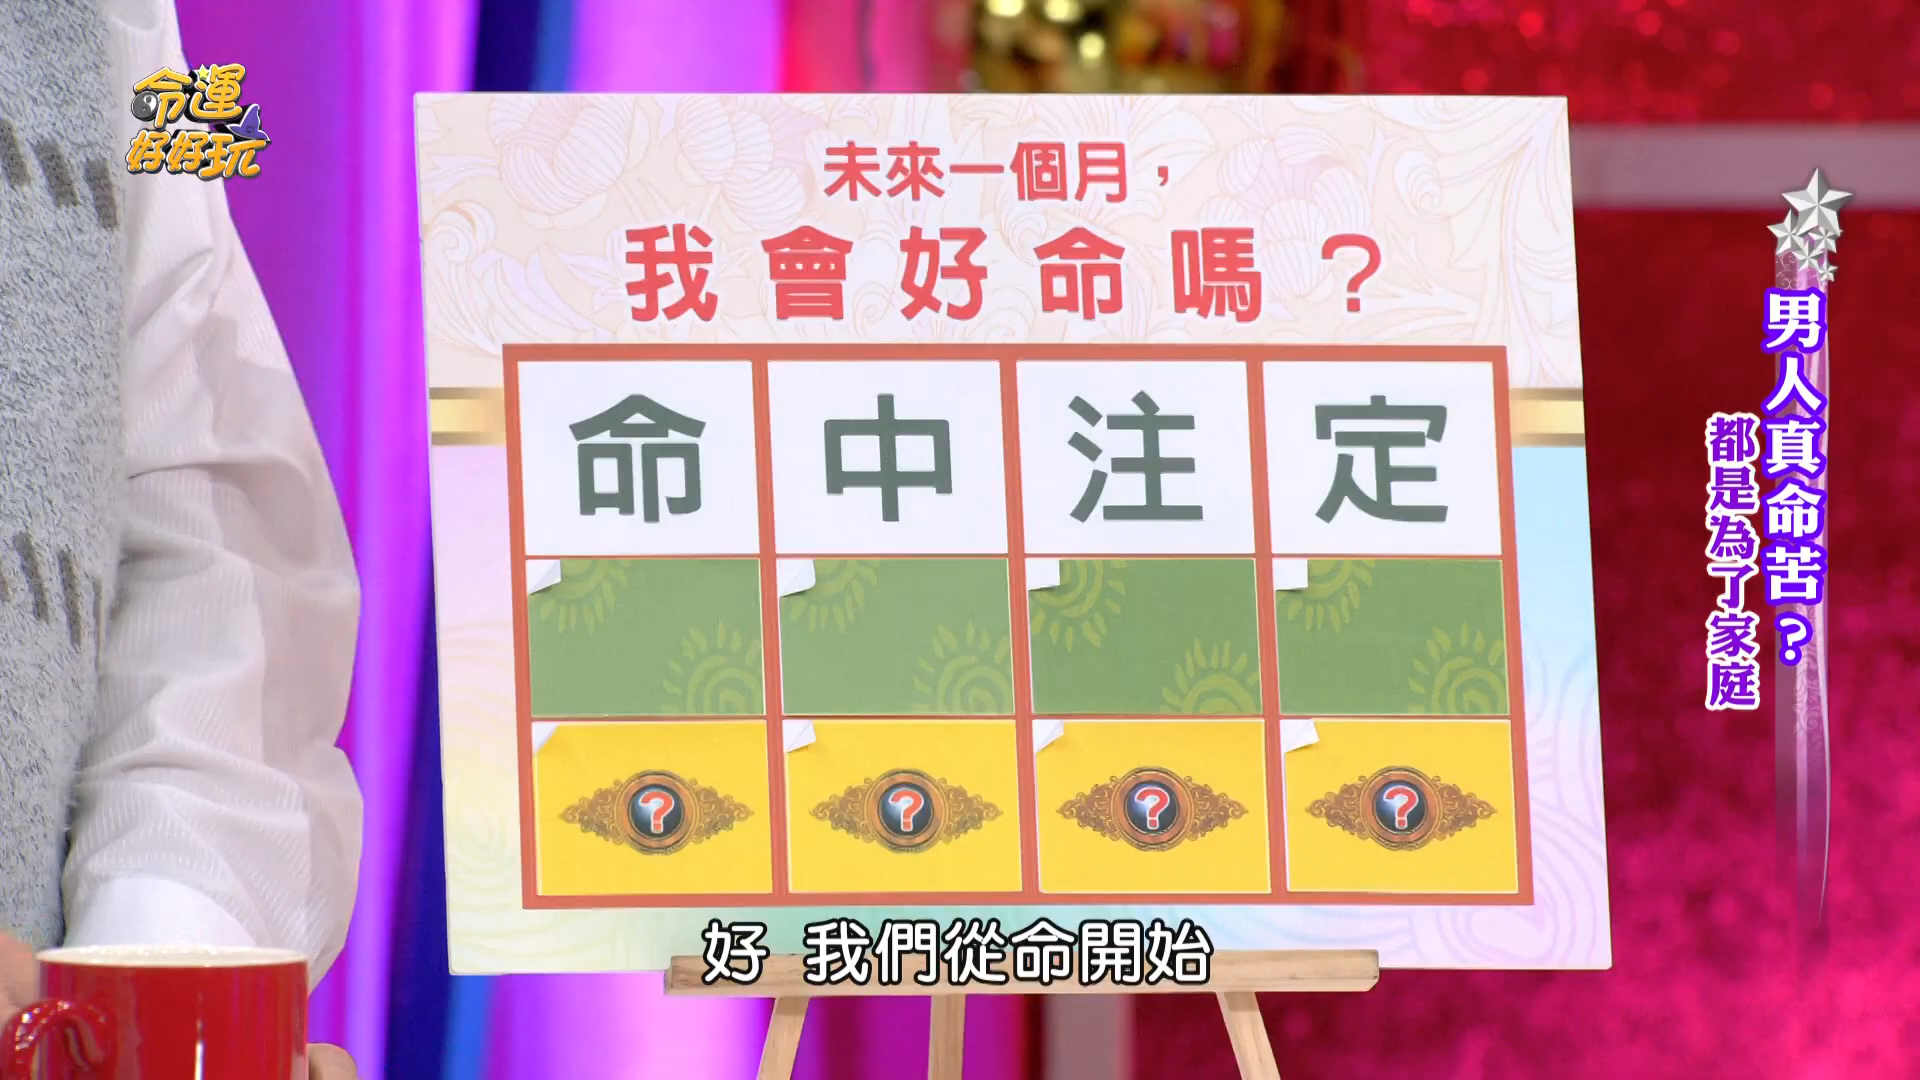 命運
好好玩
未來一個月，
我會好命嗎？
命 中 注 定
? ? ? ?
男人真命苦？
都是為了家庭
好 我們從命開始